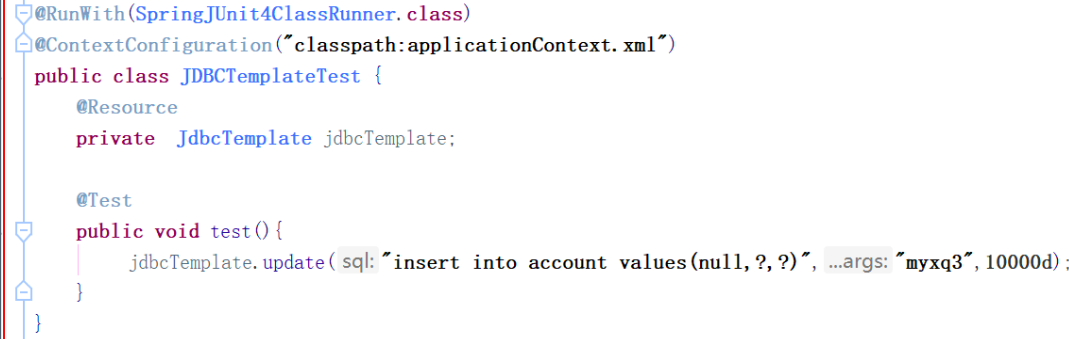 @RunWith(SpringJUnit4ClassRunner.class)
@ContextConfiguration("classpath:applicationContext.xml")
public class JDBCTemplateTest {
@Resource
private JdbcTemplate jdbcTemplate;
@Test
public void test(){
jdbcTemplate.update( sql: "insert into account values(null,?,?)", ...args: "myxq3",10000d);
}
}